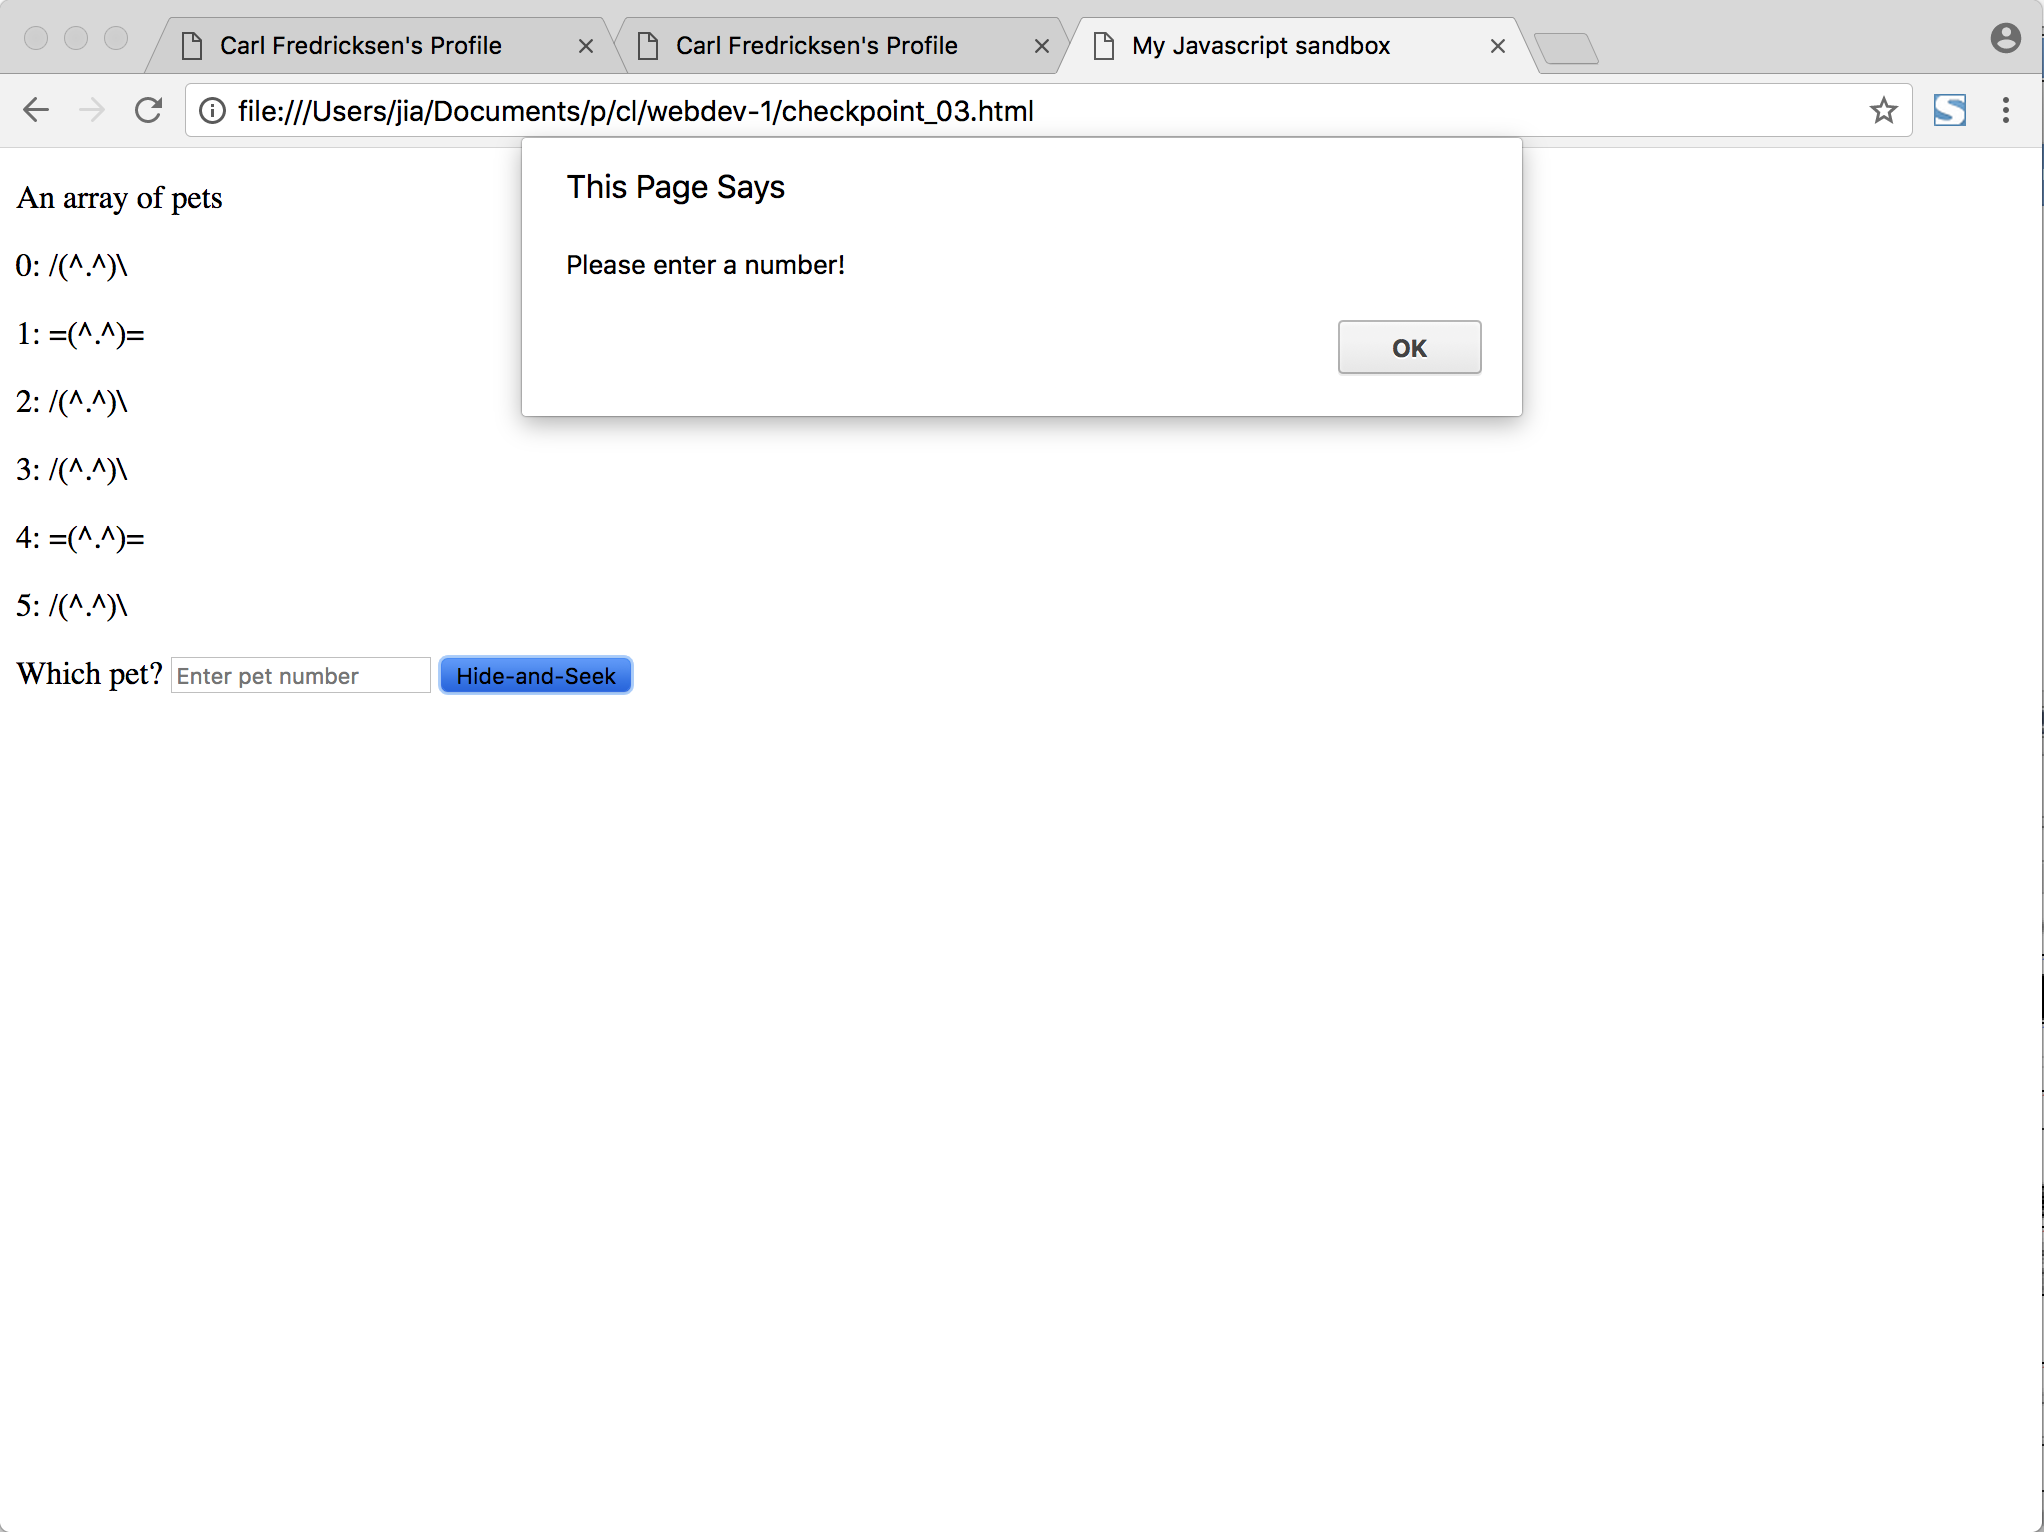 Carl Fredricksen's Profile
Carl Fredricksen's Profile
My Javascript sandbox
file:///Users/jia/Documents/p/cl/webdev-1/checkpoint_03.html
This Page Says
Please enter a number!
OK
An array of pets
0: /(^.^)\
1: =(^.^)=
2: /(^.^)\
3: /(^.^)\
4: =(^.^)=
5: /(^.^)\
Which pet? Enter pet number Hide-and-Seek